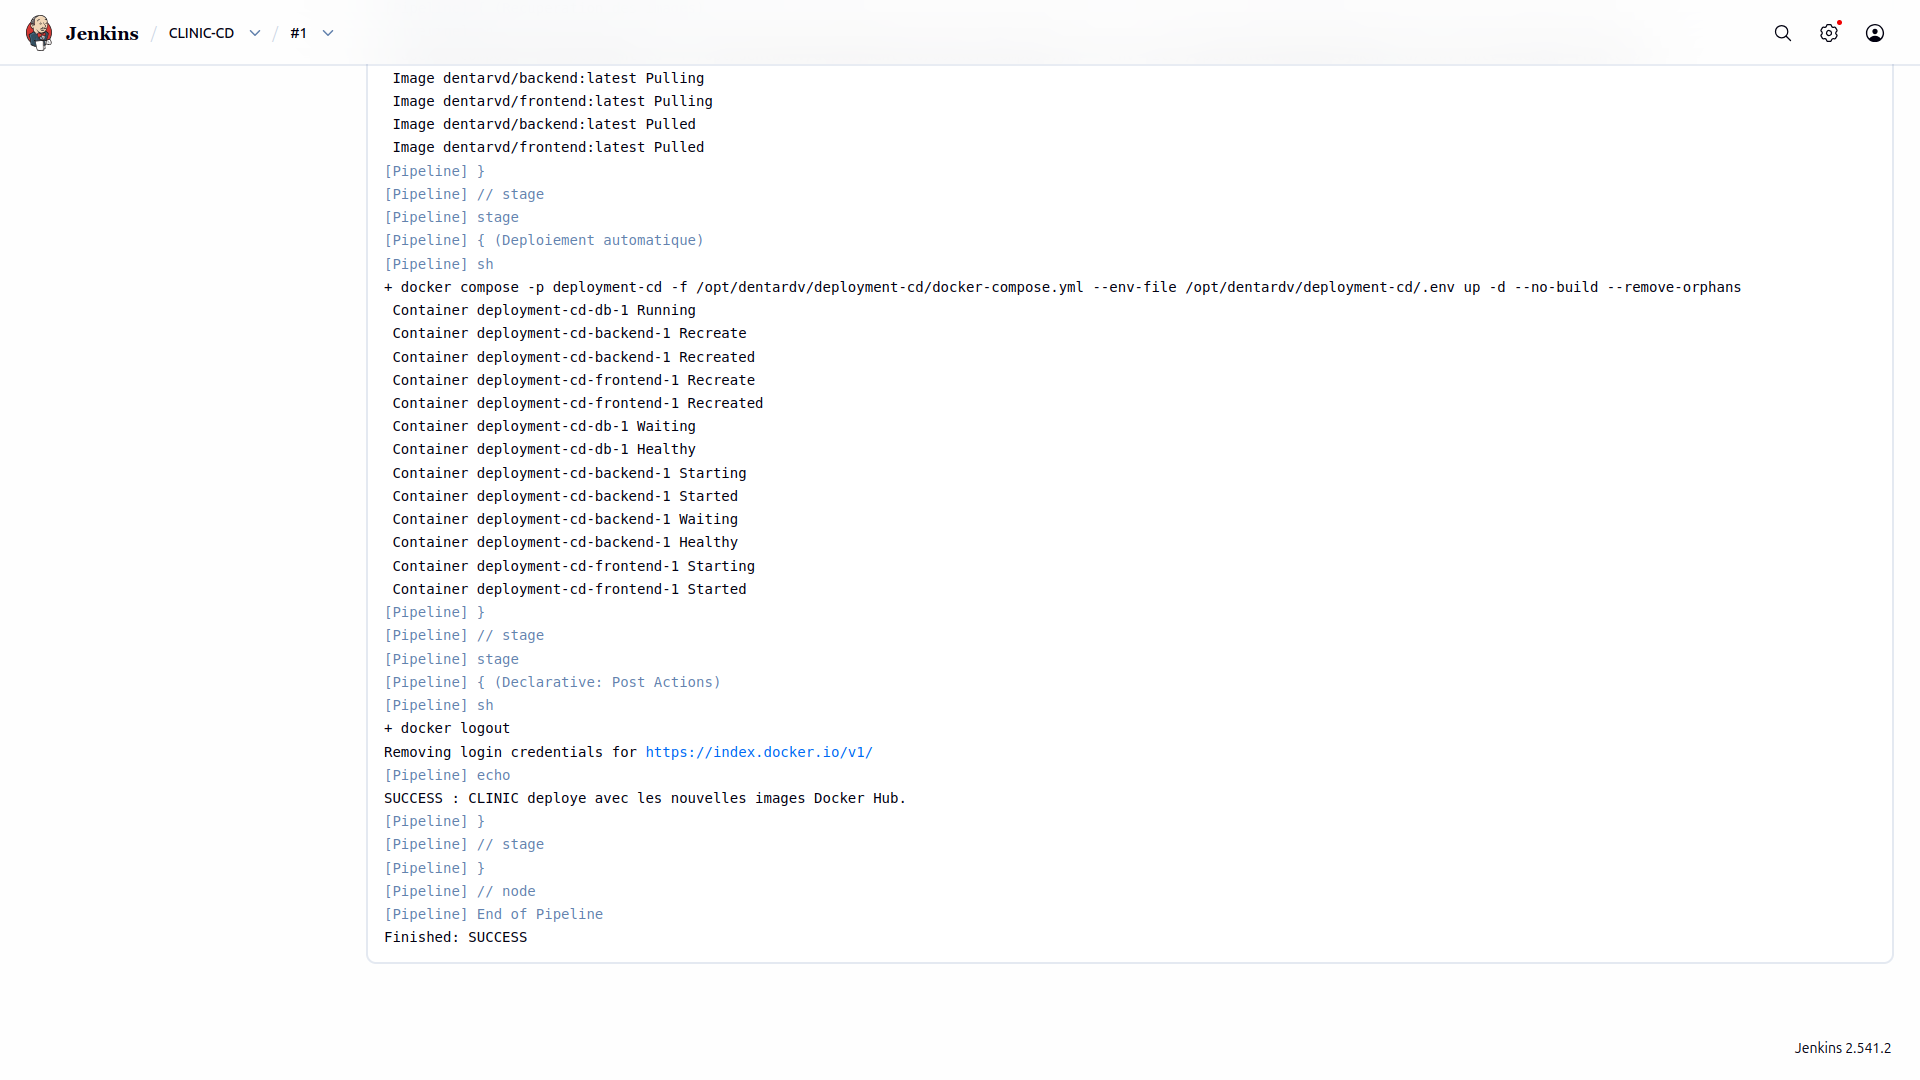 Jenkins / CLINIC-CD / #1
Image dentarvd/backend:latest Pulling
Image dentarvd/frontend:latest Pulling
Image dentarvd/backend:latest Pulled
Image dentarvd/frontend:latest Pulled
[Pipeline] }
[Pipeline] // stage
[Pipeline] stage
[Pipeline] { (Deploiement automatique)
[Pipeline] sh
+ docker compose -p deployment-cd -f /opt/dentardv/deployment-cd/docker-compose.yml --env-file /opt/dentardv/deployment-cd/.env up -d --no-build --remove-orphans
Container deployment-cd-db-1 Running
Container deployment-cd-backend-1 Recreate
Container deployment-cd-backend-1 Recreated
Container deployment-cd-frontend-1 Recreate
Container deployment-cd-frontend-1 Recreated
Container deployment-cd-db-1 Waiting
Container deployment-cd-db-1 Healthy
Container deployment-cd-backend-1 Starting
Container deployment-cd-backend-1 Started
Container deployment-cd-backend-1 Waiting
Container deployment-cd-backend-1 Healthy
Container deployment-cd-frontend-1 Starting
Container deployment-cd-frontend-1 Started
[Pipeline] }
[Pipeline] // stage
[Pipeline] stage
[Pipeline] { (Declarative: Post Actions)
[Pipeline] sh
+ docker logout
Removing login credentials for https://index.docker.io/v1/
[Pipeline] echo
SUCCESS : CLINIC deploye avec les nouvelles images Docker Hub.
[Pipeline] }
[Pipeline] // stage
[Pipeline] }
[Pipeline] // node
[Pipeline] End of Pipeline
Finished: SUCCESS
Jenkins 2.541.2